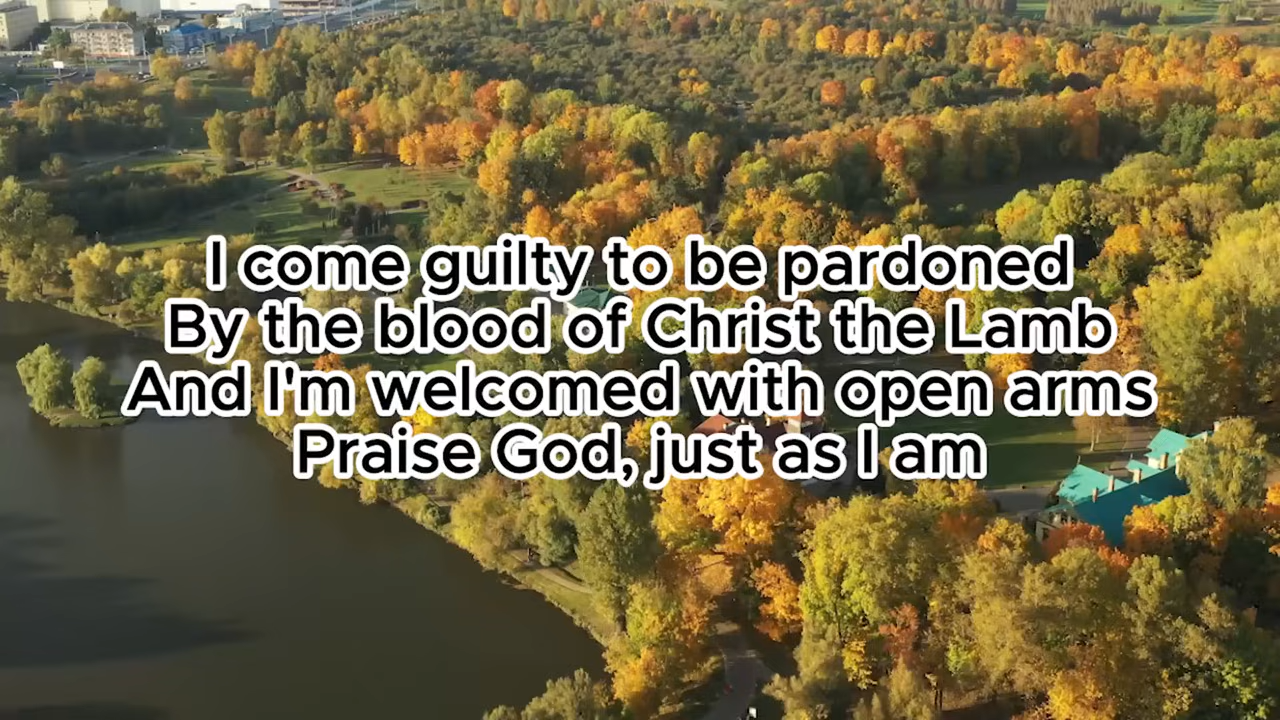 I come guilty to be pardoned
By the blood of Christ the Lamb
And I'm welcomed with open arms
Praise God, just as I am